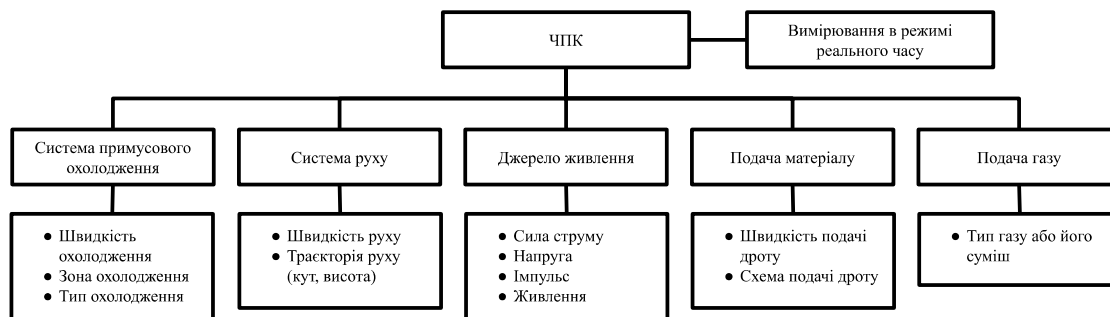 ЧПК
Вимірювання в режимі
реального часу
Система примусового
охолодження
Система руху
Джерело живлення
Подача матеріалу
Подача газу
● Швидкість
охолодження
● Зона охолодження
● Тип охолодження
● Швидкість руху
● Траєкторія руху
(кут, висота)
● Сила струму
● Напруга
● Імпульс
● Живлення
● Швидкість подачі
дроту
● Схема подачі дроту
● Тип газу або його
суміш